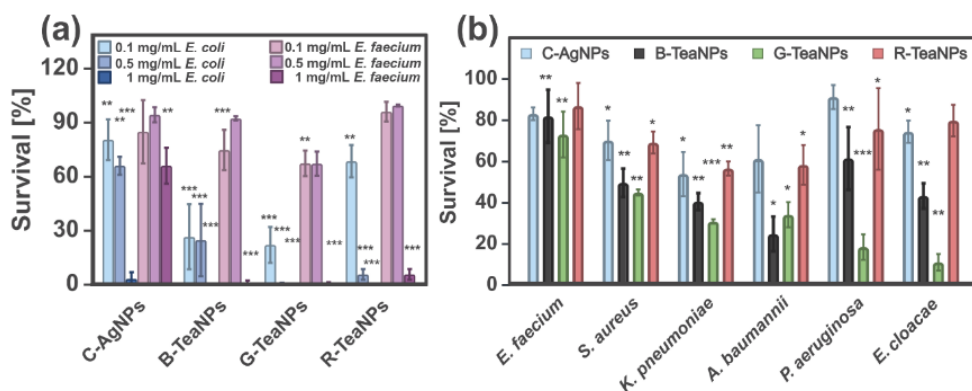 (a)
0.1 mg/mL E. coli
0.5 mg/mL E. coli
1 mg/mL E. coli
0.1 mg/mL E. faecium
0.5 mg/mL E. faecium
1 mg/mL E. faecium
Survival [%]
120
90
60
30
0
** ** *** **
*** *** *** *** ***
*** *** *** ** ***
** *** *** ***
C-AgNPs
B-TeaNPs
G-TeaNPs
R-TeaNPs
(b)
C-AgNPs
B-TeaNPs
G-TeaNPs
R-TeaNPs
Survival [%]
100
80
60
40
20
0
** **
* ** ** **
* ** *** **
* * *
** *** *
* ** **
E. faecium
S. aureus
K. pneumoniae
A. baumannii
P. aeruginosa
E. cloacae